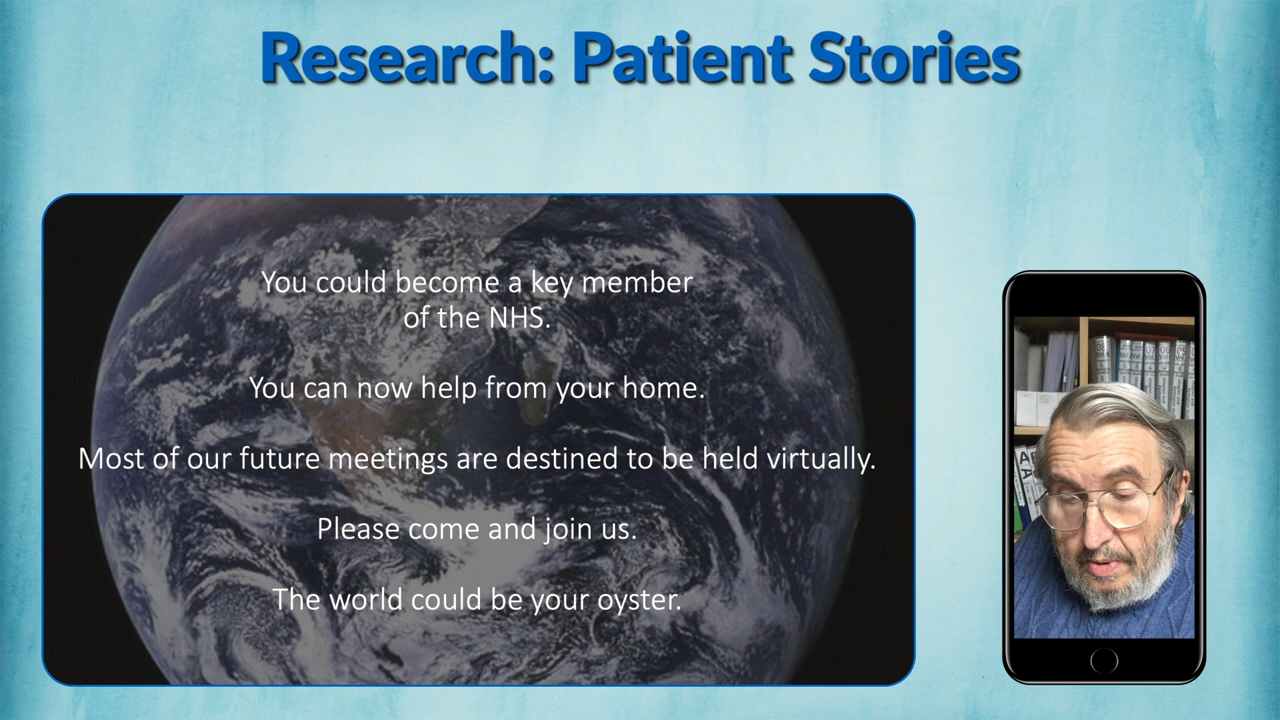 Research: Patient Stories
You could become a key member
of the NHS.
You can now help from your home.
Most of our future meetings are destined to be held virtually.
Please come and join us.
The world could be your oyster.